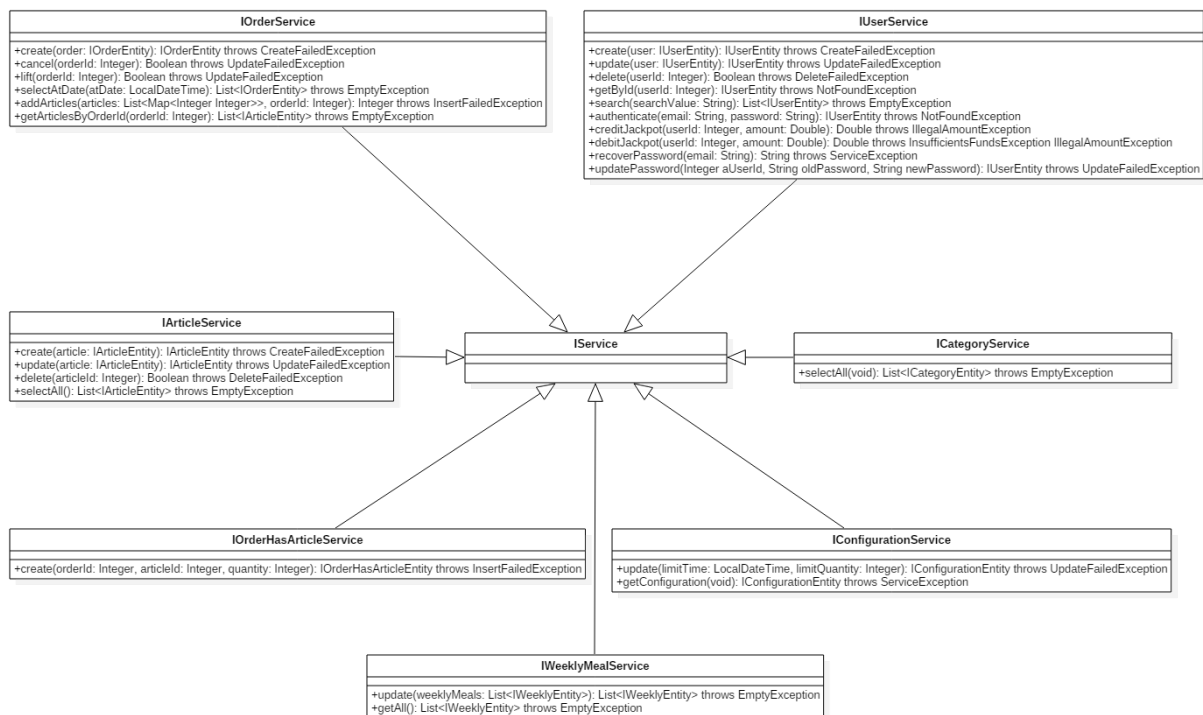 IOrderService
+create(order: IOrderEntity): IOrderEntity throws CreateFailedException
+cancel(orderId: Integer): Boolean throws UpdateFailedException
+lift(orderId: Integer): Boolean throws UpdateFailedException
+selectAtDate(atDate: LocalDateTime): List<IOrderEntity> throws EmptyException
+addArticles(articles: List<Map<Integer Integer>>, orderId: Integer): Integer throws InsertFailedException
+getArticlesByOrderId(orderId: Integer): List<IArticleEntity> throws EmptyException
IUserService
+create(user: IUserEntity): IUserEntity throws CreateFailedException
+update(user: IUserEntity): IUserEntity throws UpdateFailedException
+delete(userId: Integer): Boolean throws DeleteFailedException
+getById(userId: Integer): IUserEntity throws NotFoundException
+search(searchValue: String): List<IUserEntity> throws EmptyException
+authenticate(email: String, password: String): IUserEntity throws NotFoundException
+creditJackpot(userId: Integer, amount: Double): Double throws IllegalAmountException
+debitJackpot(userId: Integer, amount: Double): Double throws InsufficientsFundsException IllegalAmountException
+recoverPassword(email: String): String throws ServiceException
+updatePassword(Integer aUserId, String oldPassword, String newPassword): IUserEntity throws UpdateFailedException
IArticleService
+create(article: IArticleEntity): IArticleEntity throws CreateFailedException
+update(article: IArticleEntity): IArticleEntity throws UpdateFailedException
+delete(articleId: Integer): Boolean throws DeleteFailedException
+selectAll(): List<IArticleEntity> throws EmptyException
IService
ICategoryService
+selectAll(void): List<ICategoryEntity> throws EmptyException
IOrderHasArticleService
+create(orderId: Integer, articleId: Integer, quantity: Integer): IOrderHasArticleEntity throws InsertFailedException
IConfigurationService
+update(limitTime: LocalDateTime, limitQuantity: Integer): IConfigurationEntity throws UpdateFailedException
+getConfiguration(void): IConfigurationEntity throws ServiceException
IWeeklyMealService
+update(weeklyMeals: List<IWeeklyEntity>): List<IWeeklyEntity> throws EmptyException
+getAll(): List<IWeeklyEntity> throws EmptyException